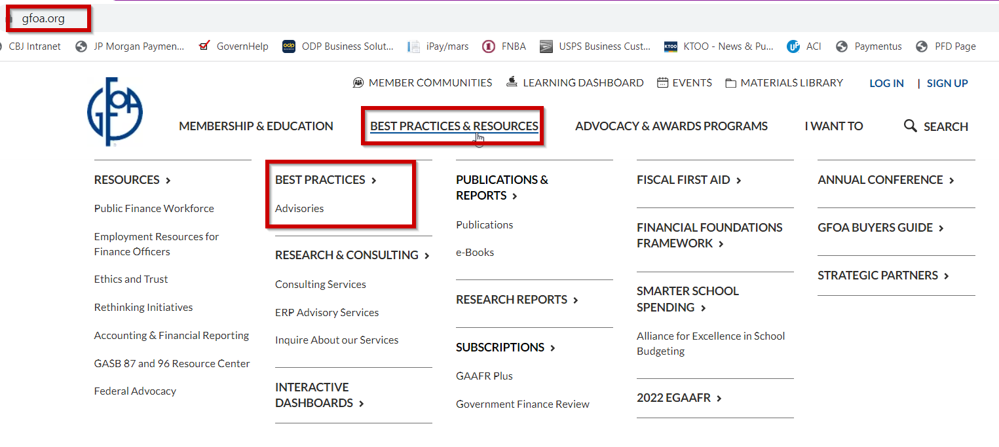 gfoa.org
CBJ Intranet JP Morgan Paymen... GovernHelp odp ODP Business Solut... iPay/mars FNBA USPS Business Cust... KTOO KTOO - News & Pu... UP ACI Paymentus PFD Page
GFOA
MEMBER COMMUNITIES LEARNING DASHBOARD EVENTS MATERIALS LIBRARY LOG IN | SIGN UP
MEMBERSHIP & EDUCATION BEST PRACTICES & RESOURCES ADVOCACY & AWARDS PROGRAMS I WANT TO SEARCH
RESOURCES >
Public Finance Workforce
Employment Resources for
Finance Officers
Ethics and Trust
Rethinking Initiatives
Accounting & Financial Reporting
GASB 87 and 96 Resource Center
Federal Advocacy
BEST PRACTICES >
Advisories
RESEARCH & CONSULTING >
Consulting Services
ERP Advisory Services
Inquire About our Services
INTERACTIVE
DASHBOARDS >
PUBLICATIONS &
REPORTS >
Publications
e-Books
RESEARCH REPORTS >
SUBSCRIPTIONS >
GAAFR Plus
Government Finance Review
FISCAL FIRST AID >
FINANCIAL FOUNDATIONS
FRAMEWORK >
SMARTER SCHOOL
SPENDING >
Alliance for Excellence in School
Budgeting
2022 EGAAFR >
ANNUAL CONFERENCE >
GFOA BUYERS GUIDE >
STRATEGIC PARTNERS >